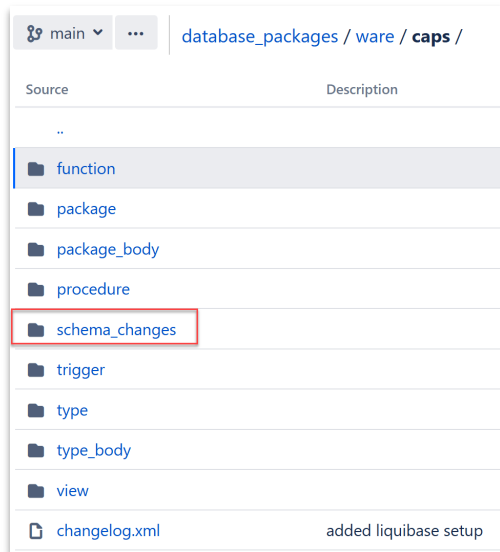 main ... database_packages / ware / caps /
Source Description
..
function
package
package_body
procedure
schema_changes
trigger
type
type_body
view
changelog.xml added liquibase setup